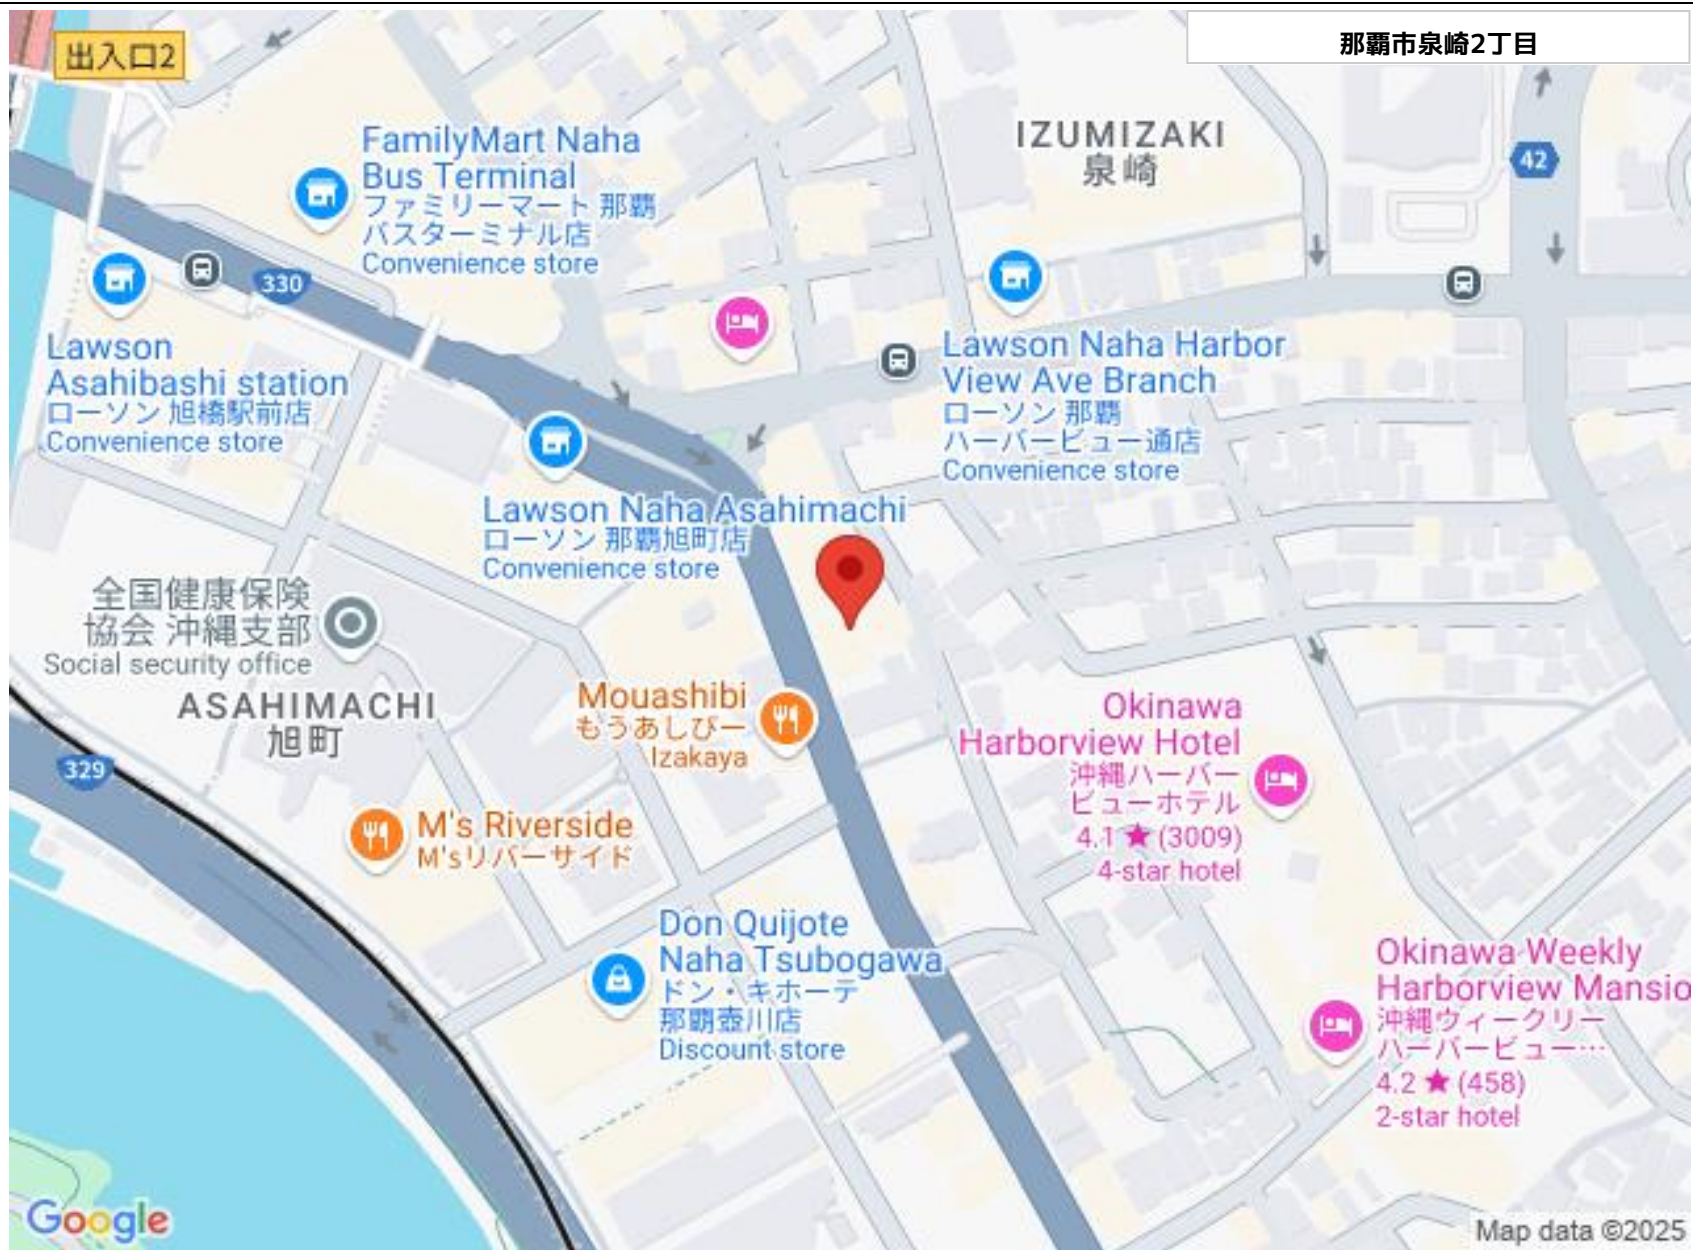 那覇市泉崎2丁目
出入口2
IZUMIZAKI
泉崎
42
FamilyMart Naha
Bus Terminal
ファミリーマート 那覇
バスターミナル店
Convenience store
330
Lawson
Asahibashi station
ローソン 旭橋駅前店
Convenience store
Lawson Naha Harbor
View Ave Branch
ローソン 那覇
ハーバービュー通店
Convenience store
Lawson Naha Asahimachi
ローソン 那覇旭町店
Convenience store
全国健康保険
協会 沖縄支部
Social security office
ASAHIMACHI
旭町
329
Mouashibi
もうあしびー
Izakaya
Okinawa
Harborview Hotel
沖縄ハーバー
ビューホテル
4.1 ★ (3009)
4-star hotel
M's Riverside
M'sリバーサイド
Don Quijote
Naha Tsubogawa
ドン・キホーテ
那覇壺川店
Discount store
Okinawa Weekly
Harborview Mansio
沖縄ウィークリー
ハーバービュー…
4.2 ★ (458)
2-star hotel
Google
Map data ©2025